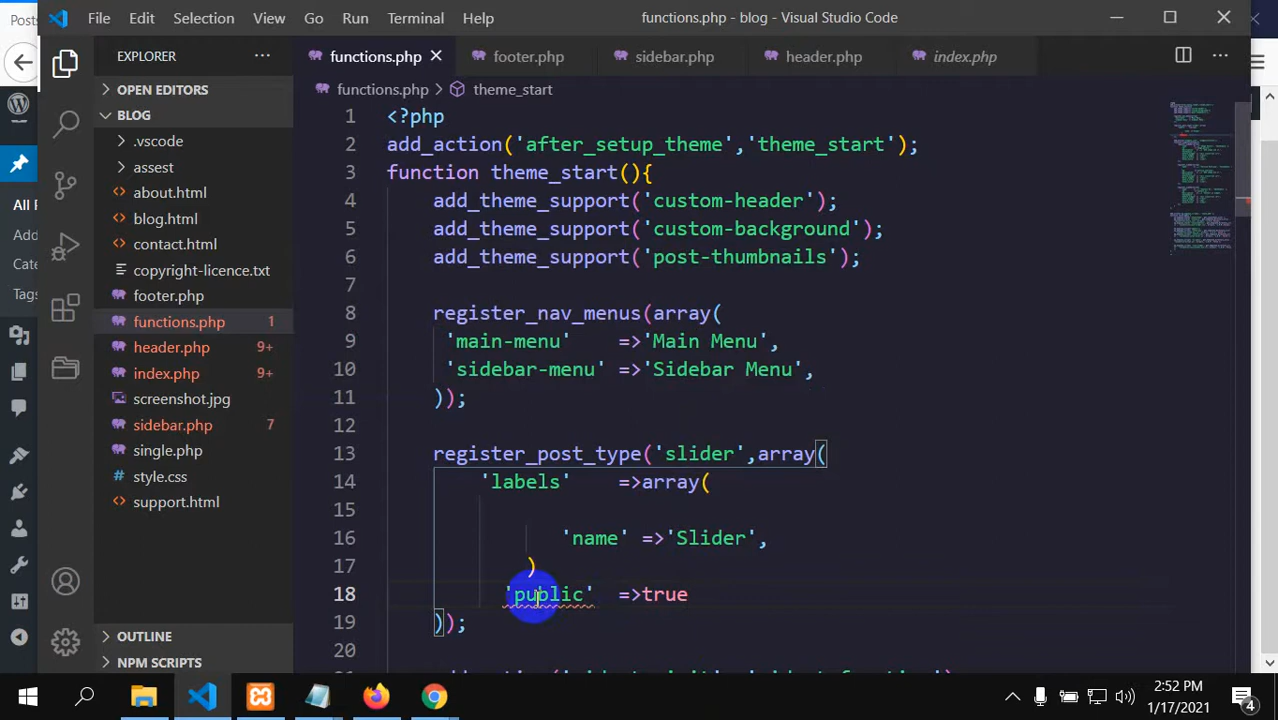 Posts
File Edit Selection View Go Run Terminal Help
functions.php - blog - Visual Studio Code
EXPLORER
functions.php
footer.php
sidebar.php
header.php
index.php
functions.php > theme_start
OPEN EDITORS
BLOG
.vscode
assest
about.html
blog.html
contact.html
copyright-licence.txt
footer.php
functions.php 1
header.php 9+
index.php 9+
screenshot.jpg
sidebar.php 7
single.php
style.css
support.html
OUTLINE
NPM SCRIPTS
All
Add
Cate
Tags
1 <?php
2 add_action('after_setup_theme','theme_start');
3 function theme_start(){
4 add_theme_support('custom-header');
5 add_theme_support('custom-background');
6 add_theme_support('post-thumbnails');
7
8 register_nav_menus(array(
9 'main-menu' =>'Main Menu',
10 'sidebar-menu' =>'Sidebar Menu',
11 ));
12
13 register_post_type('slider',array(
14 'labels' =>array(
15
16 'name' =>'Slider',
17 )
18 'public' =>true
19 ));
20
2:52 PM
1/17/2021
4